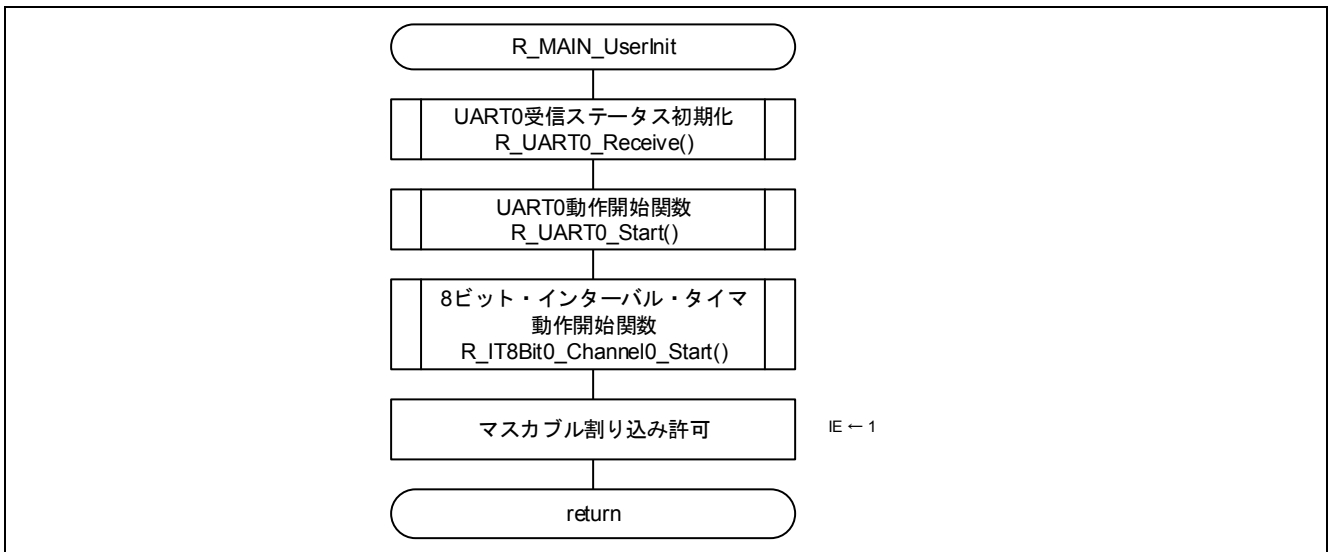 R_MAIN_UserInit
UART0受信ステータス初期化
R_UART0_Receive()
UART0動作開始関数
R_UART0_Start()
8ビット・インターバル・タイマ
動作開始関数
R_IT8Bit0_Channel0_Start()
マスカブル割り込み許可
IE ← 1
return